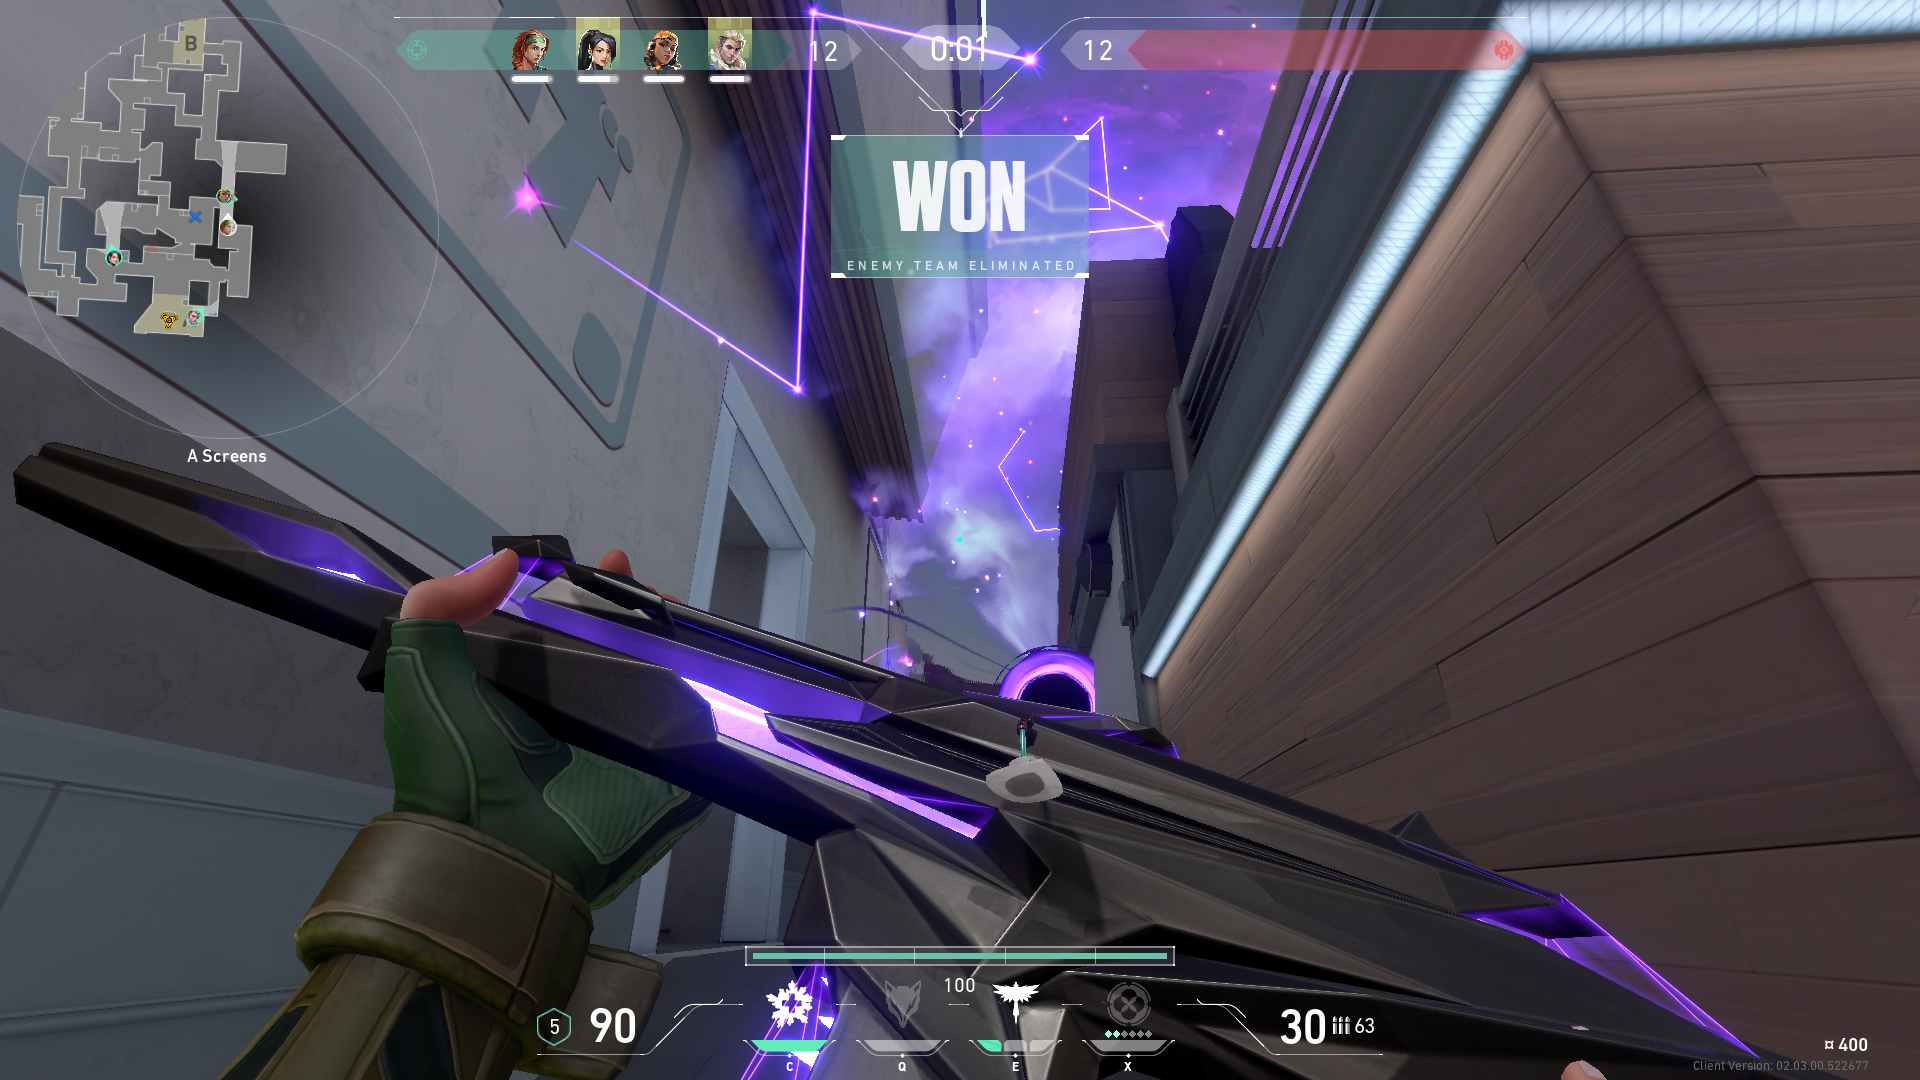 B
12
0:01
12
WON
ENEMY TEAM ELIMINATED
A Screens
100
5
90
30
63
C
Q
E
X
¤ 400
Client Version: 02.03.00.522677